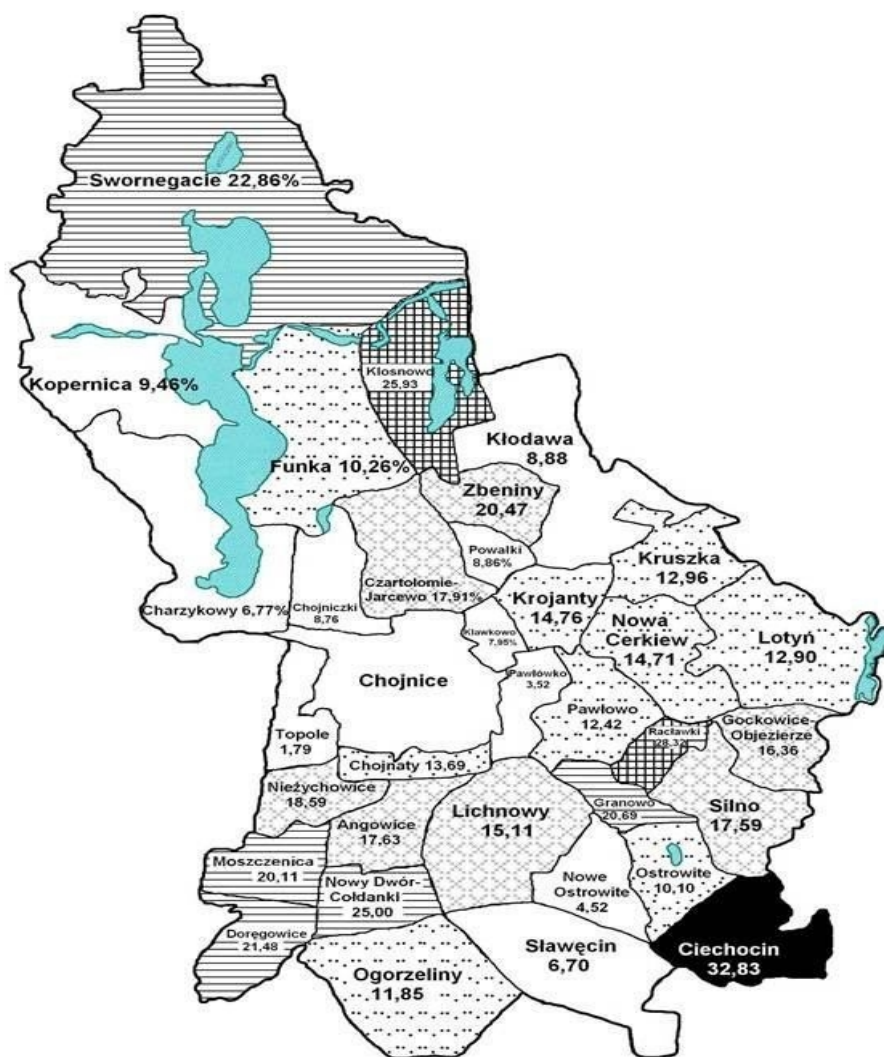 Swornegacie 22,86%
Kopernica 9,46%
Klosnowo
25,93
Funka 10,26%
Kłodawa
8,88
Zbeniny
20,47
Powałki
8,86%
Kruszka
12,96
Czartołomie-
Jarcewo 17,91%
Krojanty
14,76
Charzykowy 6,77%
Chojniczki
8,76
Nowa
Cerkiew
14,71
Lotyń
12,90
Klawkowo
7,95%
Chojnice
Pawłówko
3,52
Pawłowo
12,42
Topole
1,79
Racławki
28,32
Gockowice-
Objezierze
16,36
Chojnaty 13,69
Nieżychowice
18,59
Lichnowy
15,11
Granowo
20,69
Silno
17,59
Angowice
17,63
Moszczenica
20,11
Nowy Dwór-
Cołdanki
25,00
Nowe
Ostrowite
4,52
Ostrowite
10,10
Doręgowice
21,48
Sławęcin
6,70
Ciechocin
32,83
Ogorzeliny
11,85